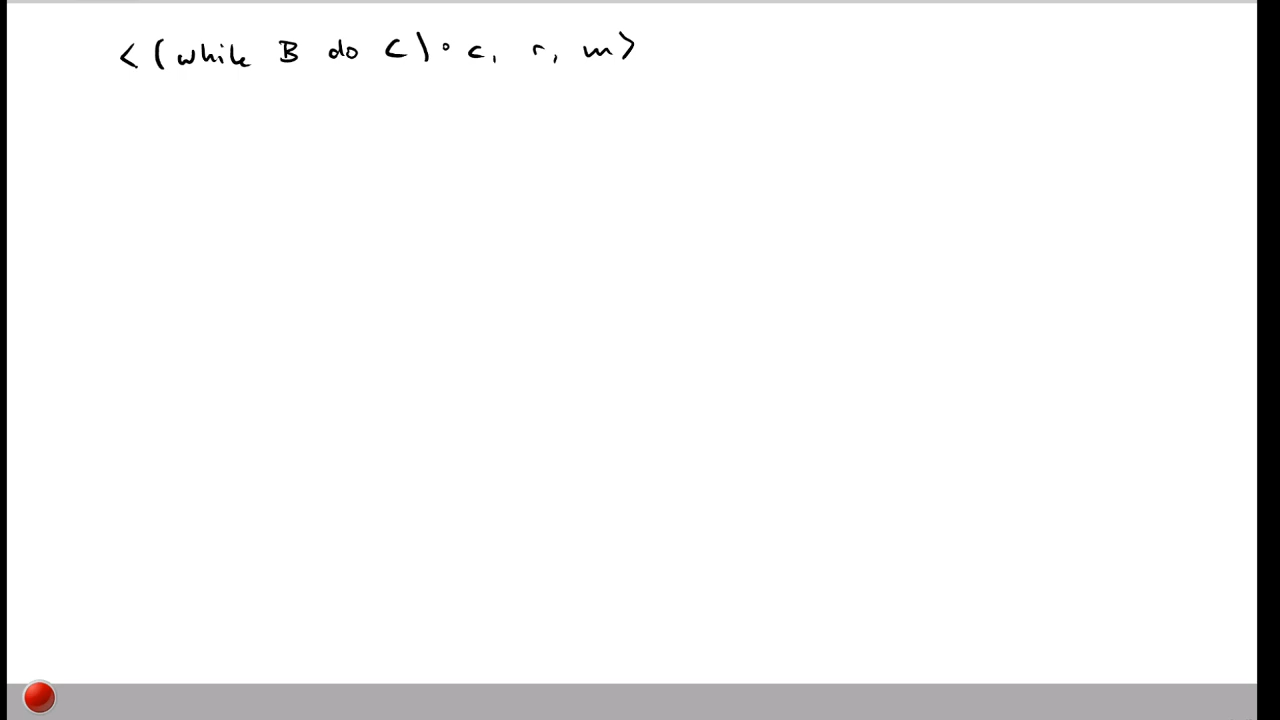 <(while B do C)∘c, r, m>